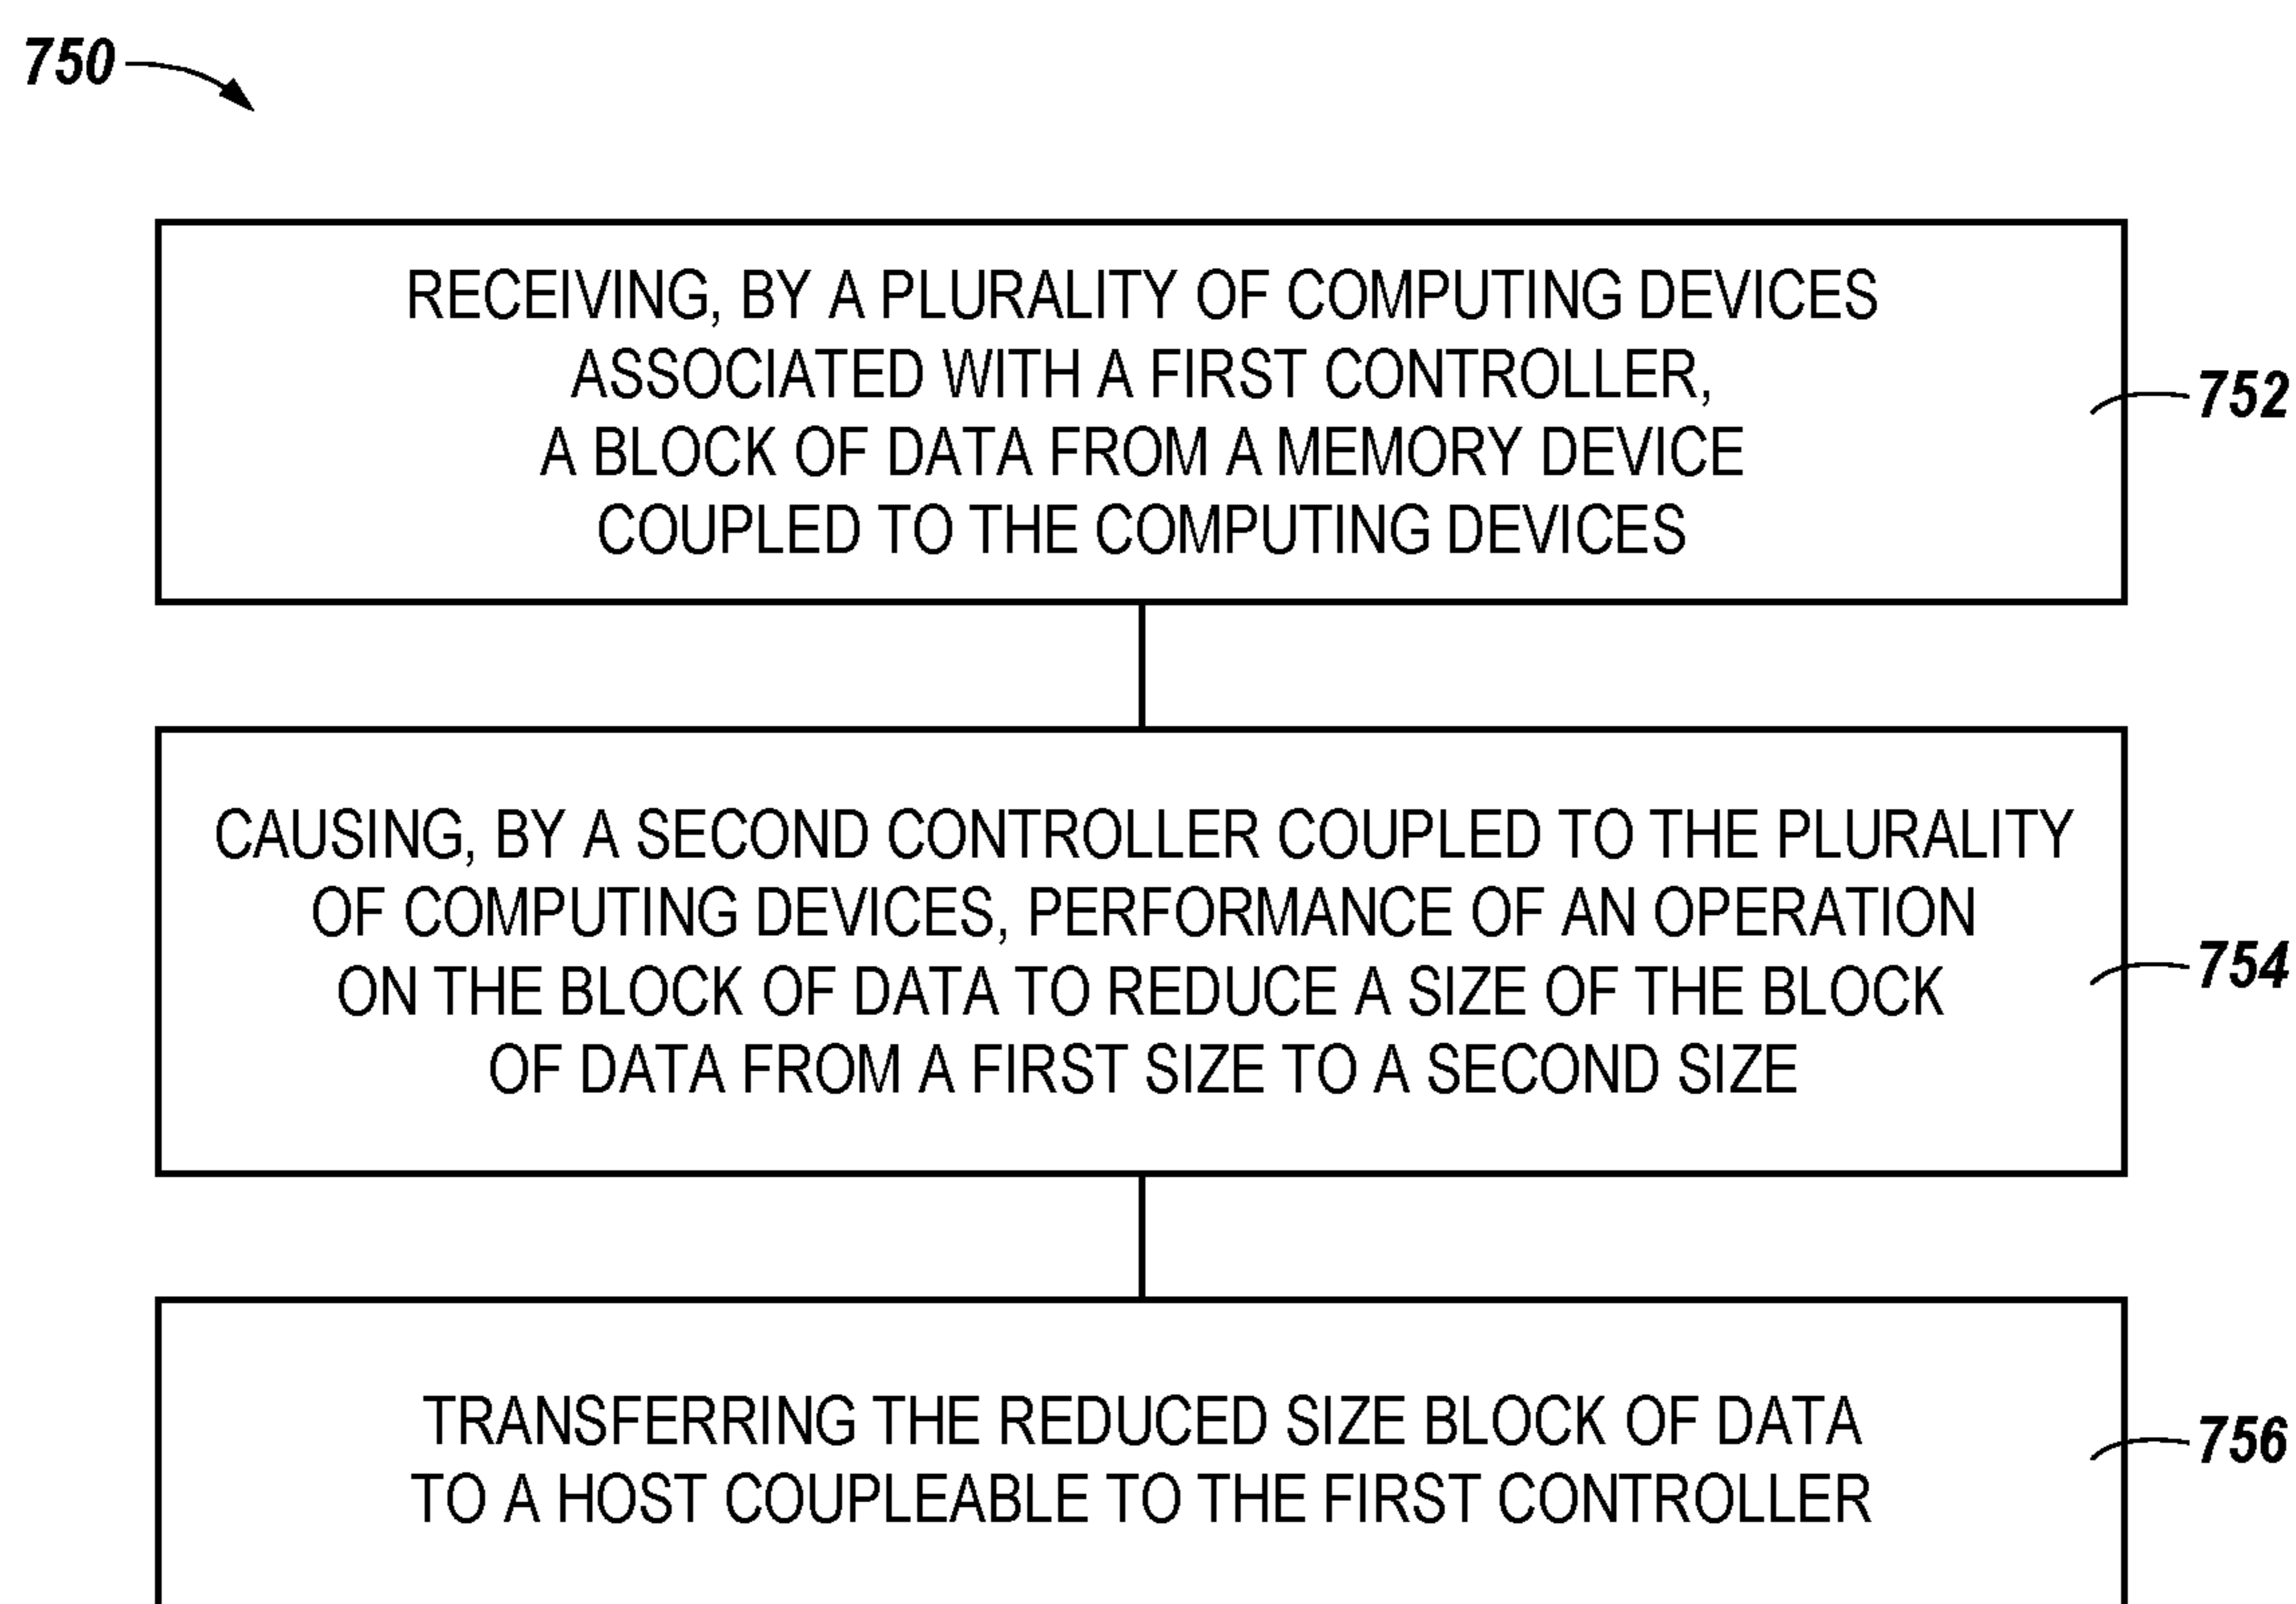 750
RECEIVING, BY A PLURALITY OF COMPUTING DEVICES
ASSOCIATED WITH A FIRST CONTROLLER,
A BLOCK OF DATA FROM A MEMORY DEVICE
COUPLED TO THE COMPUTING DEVICES
752
CAUSING, BY A SECOND CONTROLLER COUPLED TO THE PLURALITY
OF COMPUTING DEVICES, PERFORMANCE OF AN OPERATION
ON THE BLOCK OF DATA TO REDUCE A SIZE OF THE BLOCK
OF DATA FROM A FIRST SIZE TO A SECOND SIZE
754
TRANSFERRING THE REDUCED SIZE BLOCK OF DATA
TO A HOST COUPLEABLE TO THE FIRST CONTROLLER
756